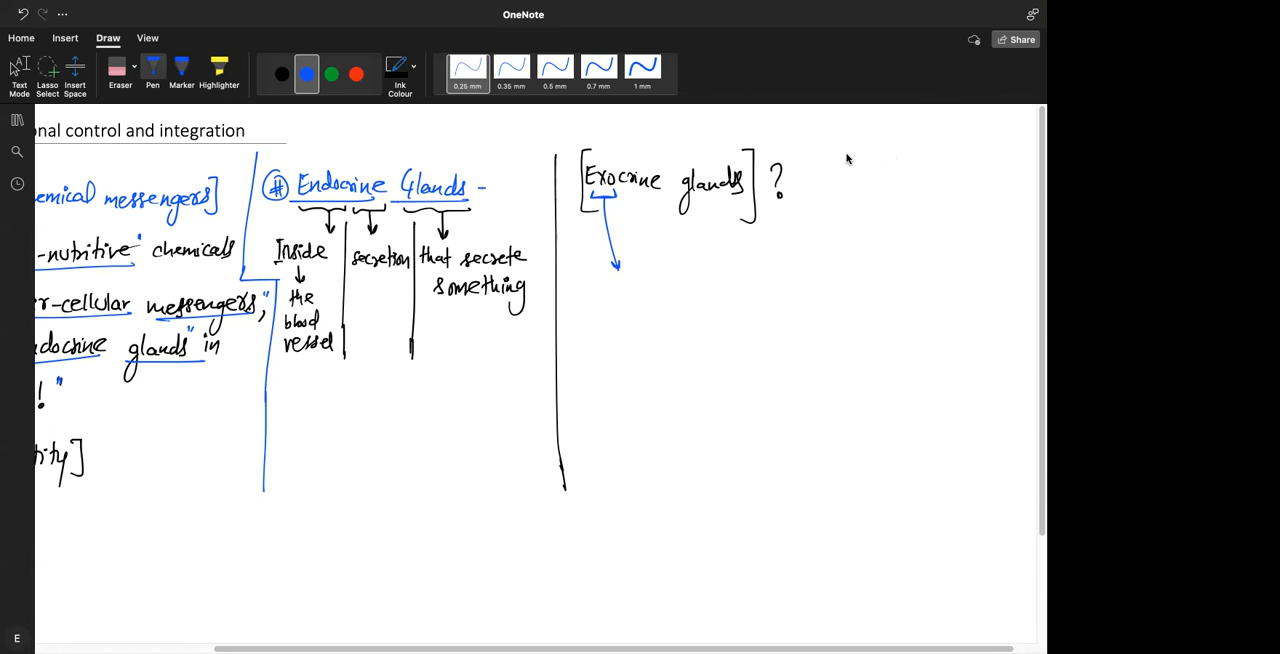 OneNote
Home Insert Draw View
Share
Text Mode
Lasso Select
Insert Space
Eraser
Pen
Marker
Highlighter
Ink Colour
0.25 mm
0.35 mm
0.5 mm
0.7 mm
1 mm
onal control and integration
emical messengers]
-nutritive" chemicals
er-cellular messengers,"
ndocrine glands" in
!"
tity]
# Endocrine Glands -
Inside
the
blood
vessel
secretion
that secrete
something
[Exocrine glands] ?
E